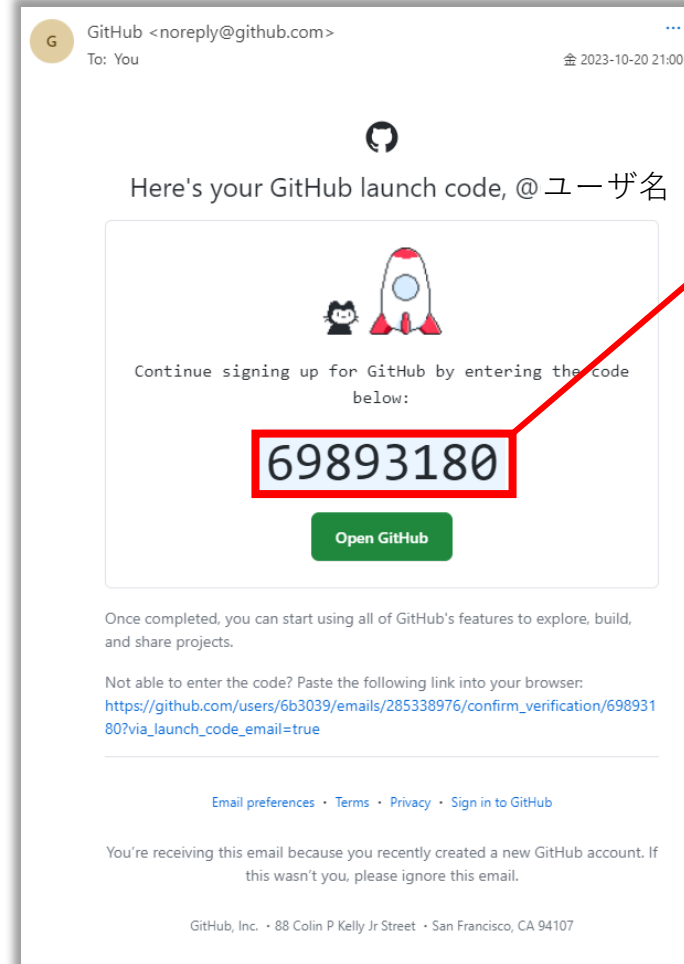 G
GitHub <noreply@github.com>
To: You
金 2023-10-20 21:00
Here's your GitHub launch code, @ユーザ名
Continue signing up for GitHub by entering the code
below:
69893180
Open GitHub
Once completed, you can start using all of GitHub's features to explore, build,
and share projects.
Not able to enter the code? Paste the following link into your browser:
https://github.com/users/6b3039/emails/285338976/confirm_verification/698931
80?via_launch_code_email=true
Email preferences • Terms • Privacy • Sign in to GitHub
You're receiving this email because you recently created a new GitHub account. If
this wasn't you, please ignore this email.
GitHub, Inc. • 88 Colin P Kelly Jr Street • San Francisco, CA 94107